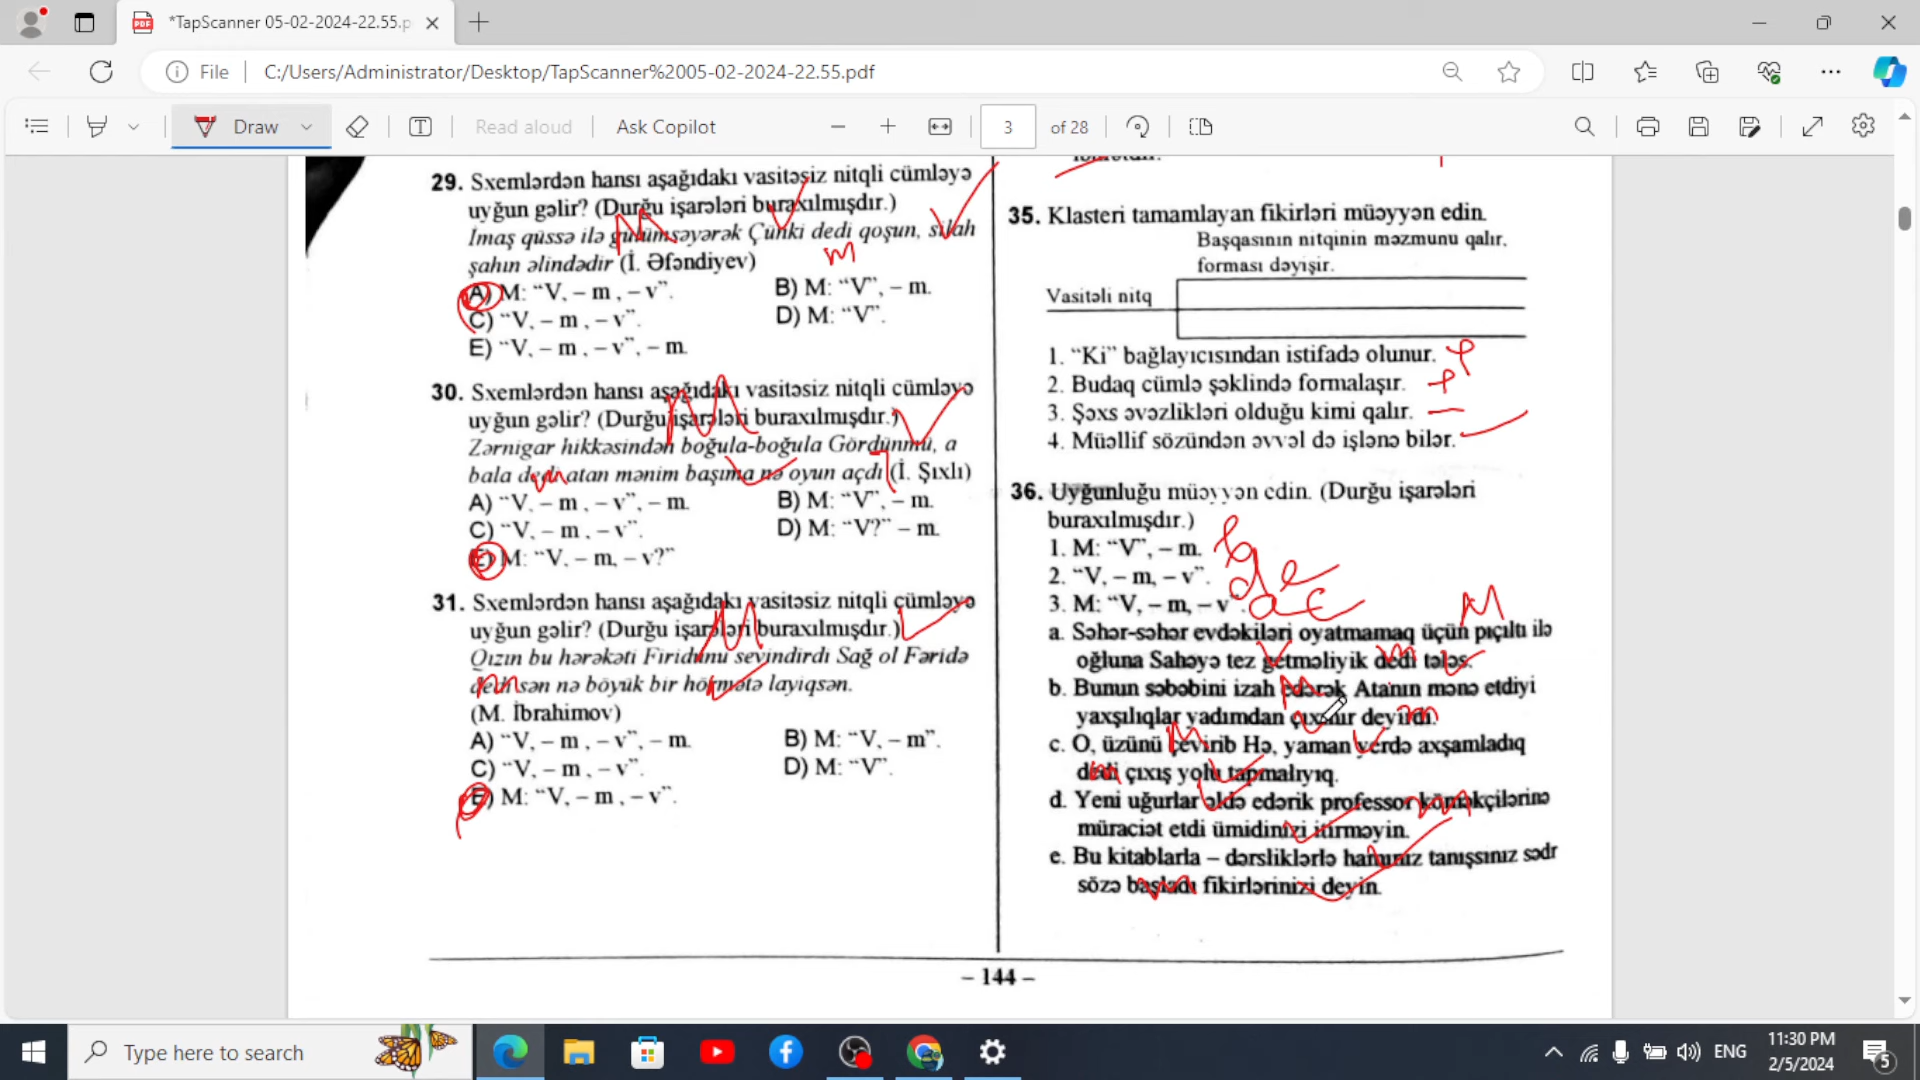 *TapScanner 05-02-2024-22.55.p
File
C:/Users/Administrator/Desktop/TapScanner%2005-02-2024-22.55.pdf
Draw
Read aloud
Ask Copilot
3
of 28
29. Sxemlərdən hansı aşağıdakı vasitəsiz nitqli cümləyə
uyğun gəlir? (Durğu işarələri buraxılmışdır.)
İmaş qüssə ilə gülümsəyərək Çünki dedi qoşun, silah
şahın əlindədir (İ. Əfəndiyev)
A) M: “V, – m , – v”.
B) M: “V”, – m.
C) “V, – m , – v”.
D) M: “V”.
E) “V, – m , – v”, – m.
30. Sxemlərdən hansı aşağıdakı vasitəsiz nitqli cümləyə
uyğun gəlir? (Durğu işarələri buraxılmışdır.)
Zərnigar hikkəsindən boğula-boğula Gördünmü, a
bala dedi atan mənim başıma nə oyun açdı (İ. Şıxlı)
A) “V, – m , – v”, – m.
B) M: “V”, – m.
C) “V, – m , – v”.
D) M: “V?” – m.
E) M: “V, – m, – v?”
31. Sxemlərdən hansı aşağıdakı vasitəsiz nitqli cümləyə
uyğun gəlir? (Durğu işarələri buraxılmışdır.)
Qızın bu hərəkəti Firidunu sevindirdi Sağ ol Fəridə
dedi sən nə böyük bir hörmətə layiqsən.
(M. İbrahimov)
A) “V, – m , – v”, – m.
B) M: “V, – m”.
C) “V, – m , – v”.
D) M: “V”.
E) M: “V, – m , – v”.
35. Klasteri tamamlayan fikirləri müəyyən edin.
Başqasının nitqinin məzmunu qalır,
forması dəyişir.
Vasitəli nitq
1. “Ki” bağlayıcısından istifadə olunur.
2. Budaq cümlə şəklində formalaşır.
3. Şəxs əvəzlikləri olduğu kimi qalır.
4. Müəllif sözündən əvvəl də işlənə bilər.
36. Uyğunluğu müəyyən edin. (Durğu işarələri
buraxılmışdır.)
1. M: “V”, – m. b
2. “V, – m, – v”. d e
3. M: “V, – m, – v”. a c
a. Səhər-səhər evdəkiləri oyatmamaq üçün pıçıltı ilə
oğluna Sahəyə tez getməliyik dedi tələs.
b. Bunun səbəbini izah edərək Atanın mənə etdiyi
yaxşılıqlar yadımdan çıxmır deyirdi.
c. O, üzünü çevirib Hə, yaman yerdə axşamladıq
dedi çıxış yolu tapmalıyıq.
d. Yeni uğurlar əldə edərik professor köməkçilərinə
müraciət etdi ümidinizi itirməyin.
e. Bu kitablarla – dərsliklərlə hamınız tanışsınız sədr
sözə başladı fikirlərinizi deyin.
– 144 –
Type here to search
ENG
11:30 PM
2/5/2024
5